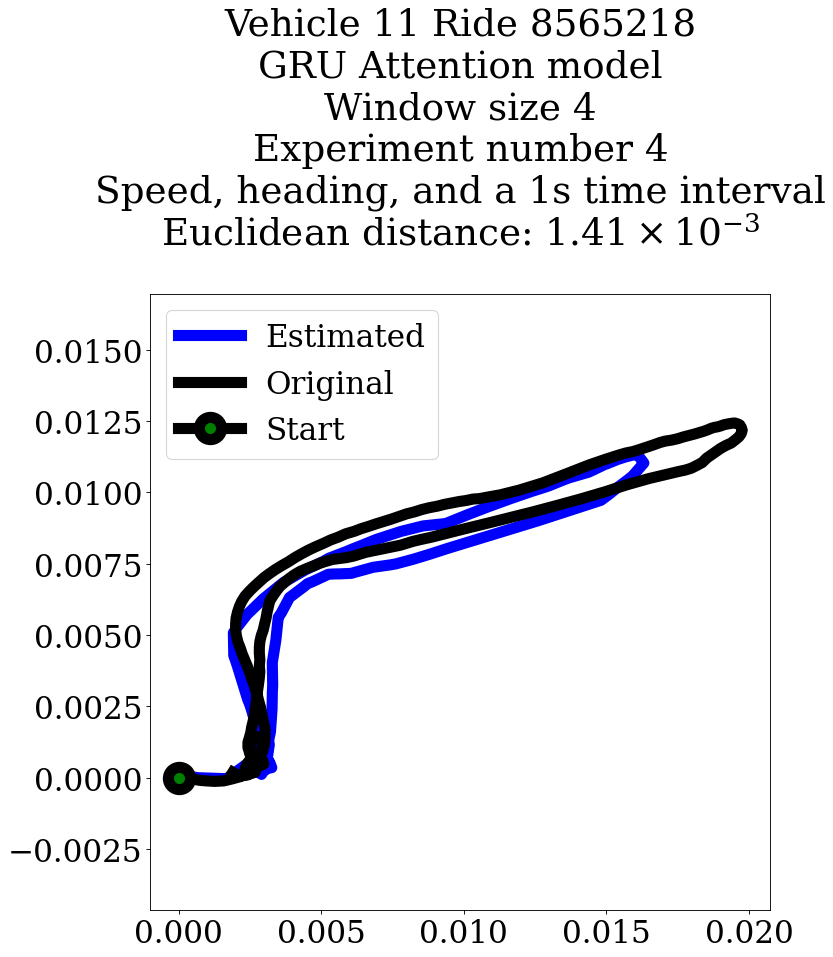 Vehicle 11 Ride 8565218
GRU Attention model
Window size 4
Experiment number 4
Speed, heading, and a 1s time interval
Euclidean distance: 1.41 × 10⁻³
Estimated
Original
Start
0.0150
0.0125
0.0100
0.0075
0.0050
0.0025
0.0000
−0.0025
0.000 0.005 0.010 0.015 0.020